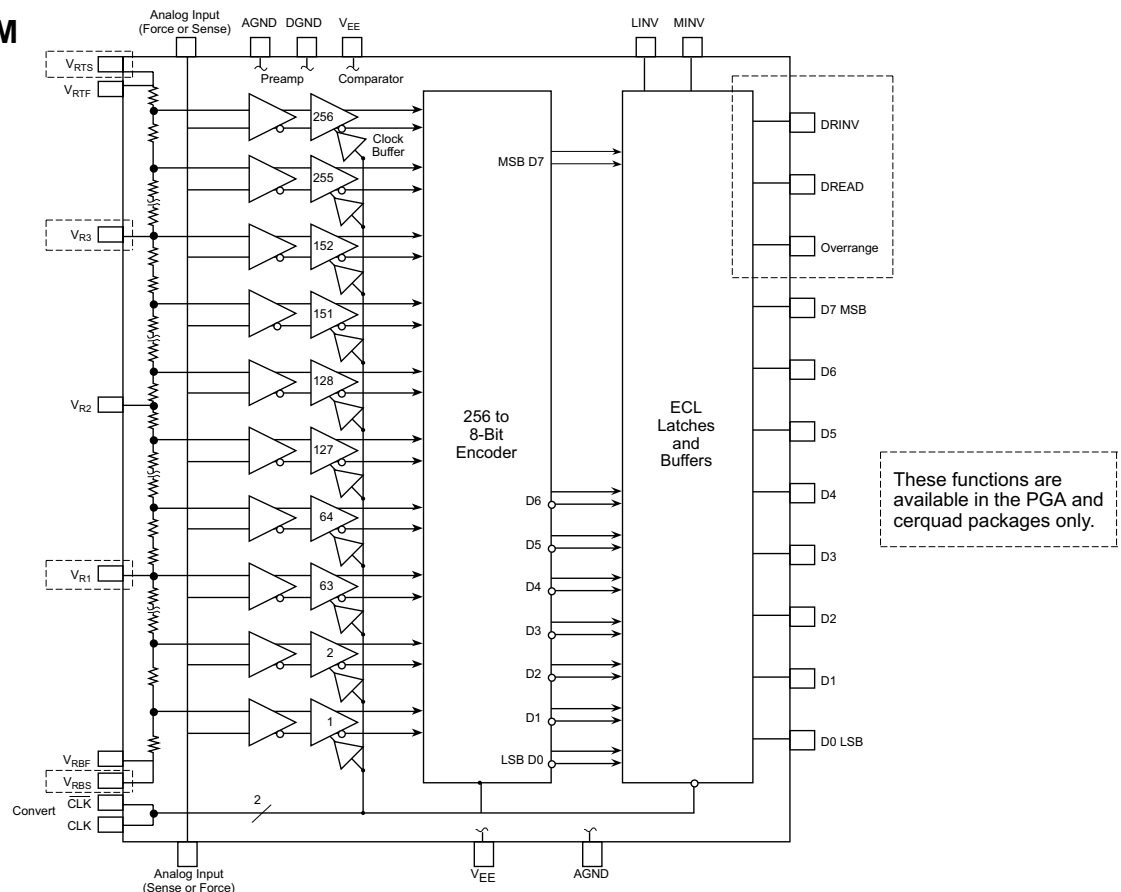 M
Analog Input
(Force or Sense)
AGND
DGND
VEE
LINV
MINV
VRTS
VRTF
Preamp
Comparator
256
Clock
Buffer
255
VR3
152
151
128
VR2
127
64
VR1
63
2
1
VRBF
VRBS
Convert
CLK
CLK
2
MSB D7
256 to
8-Bit
Encoder
D6
D5
D4
D3
D2
D1
LSB D0
ECL
Latches
and
Buffers
DRINV
DREAD
Overrange
D7 MSB
D6
D5
D4
D3
D2
D1
D0 LSB
These functions are
available in the PGA and
cerquad packages only.
Analog Input
(Sense or Force)
VEE
AGND